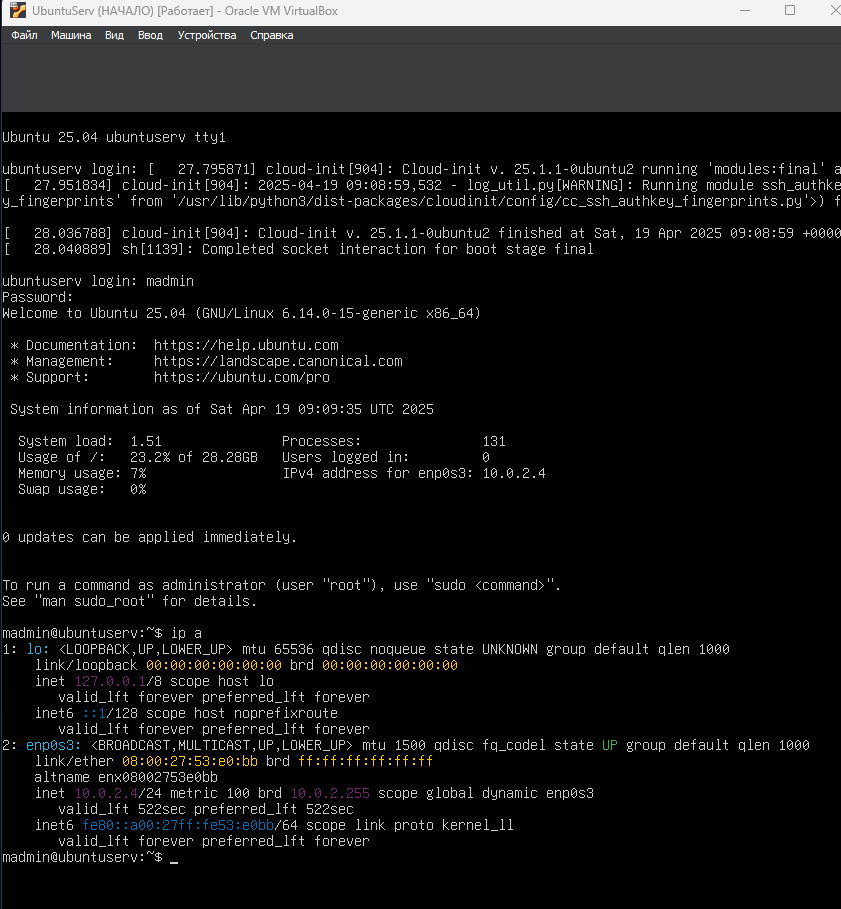 UbuntuServ (НАЧАЛО) [Работает] - Oracle VM VirtualBox
Файл Машина Вид Ввод Устройства Справка
Ubuntu 25.04 ubuntuserv tty1
ubuntuserv login: [   27.795871] cloud-init[904]: Cloud-init v. 25.1.1-0ubuntu2 running 'modules:final' a
[   27.951834] cloud-init[904]: 2025-04-19 09:08:59,532 - log_util.py[WARNING]: Running module ssh_authke
y_fingerprints' from '/usr/lib/python3/dist-packages/cloudinit/config/cc_ssh_authkey_fingerprints.py'>) f
[   28.036788] cloud-init[904]: Cloud-init v. 25.1.1-0ubuntu2 finished at Sat, 19 Apr 2025 09:08:59 +0000
[   28.040889] sh[1139]: Completed socket interaction for boot stage final
ubuntuserv login: madmin
Password:
Welcome to Ubuntu 25.04 (GNU/Linux 6.14.0-15-generic x86_64)
* Documentation:  https://help.ubuntu.com
* Management:     https://landscape.canonical.com
* Support:        https://ubuntu.com/pro
System information as of Sat Apr 19 09:09:35 UTC 2025
System load:  1.51               Processes:               131
Usage of /:   23.2% of 28.28GB   Users logged in:         0
Memory usage: 7%                 IPv4 address for enp0s3: 10.0.2.4
Swap usage:   0%
0 updates can be applied immediately.
To run a command as administrator (user "root"), use "sudo <command>".
See "man sudo_root" for details.
madmin@ubuntuserv:~$ ip a
1: lo: <LOOPBACK,UP,LOWER_UP> mtu 65536 qdisc noqueue state UNKNOWN group default qlen 1000
link/loopback 00:00:00:00:00:00 brd 00:00:00:00:00:00
inet 127.0.0.1/8 scope host lo
valid_lft forever preferred_lft forever
inet6 ::1/128 scope host noprefixroute
valid_lft forever preferred_lft forever
2: enp0s3: <BROADCAST,MULTICAST,UP,LOWER_UP> mtu 1500 qdisc fq_codel state UP group default qlen 1000
link/ether 08:00:27:53:e0:bb brd ff:ff:ff:ff:ff:ff
altname enx08002753e0bb
inet 10.0.2.4/24 metric 100 brd 10.0.2.255 scope global dynamic enp0s3
valid_lft 522sec preferred_lft 522sec
inet6 fe80::a00:27ff:fe53:e0bb/64 scope link proto kernel_ll
valid_lft forever preferred_lft forever
madmin@ubuntuserv:~$ _